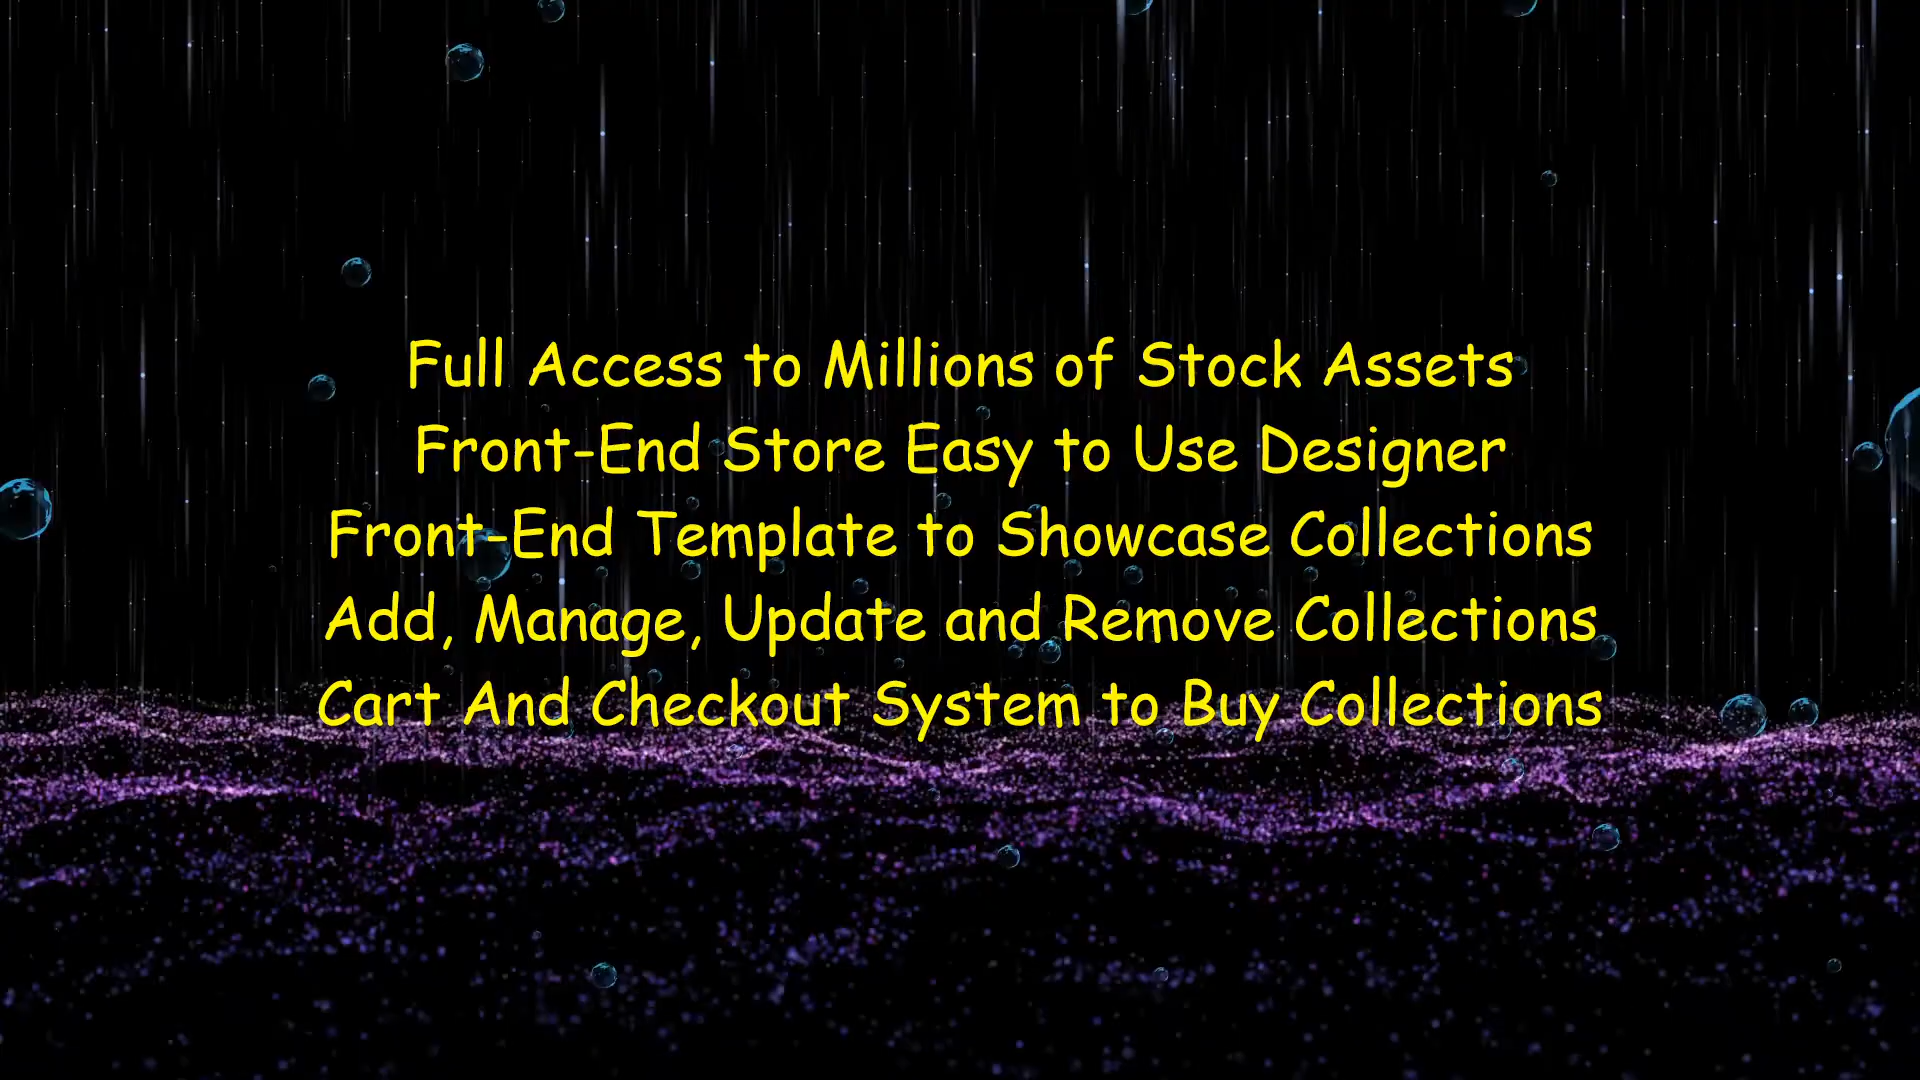 Full Access to Millions of Stock Assets
Front-End Store Easy to Use Designer
Front-End Template to Showcase Collections
Add, Manage, Update and Remove Collections
Cart And Checkout System to Buy Collections